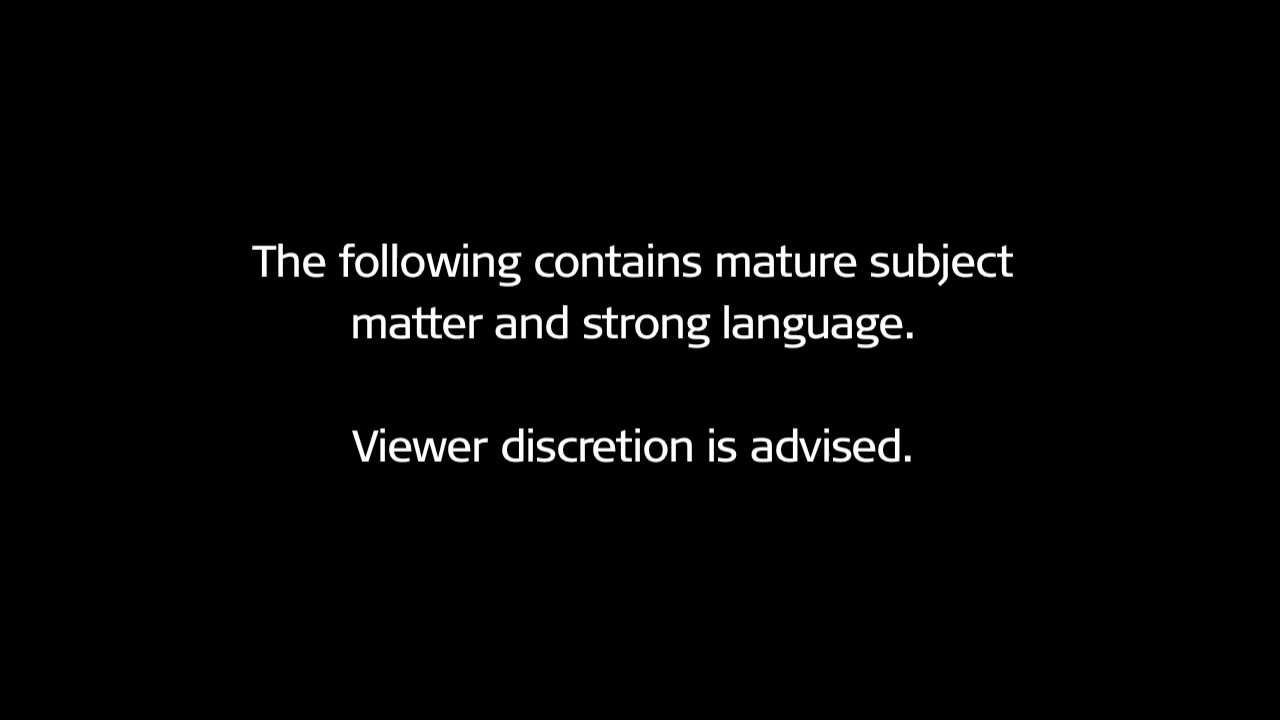 The following contains mature subject
matter and strong language.
Viewer discretion is advised.